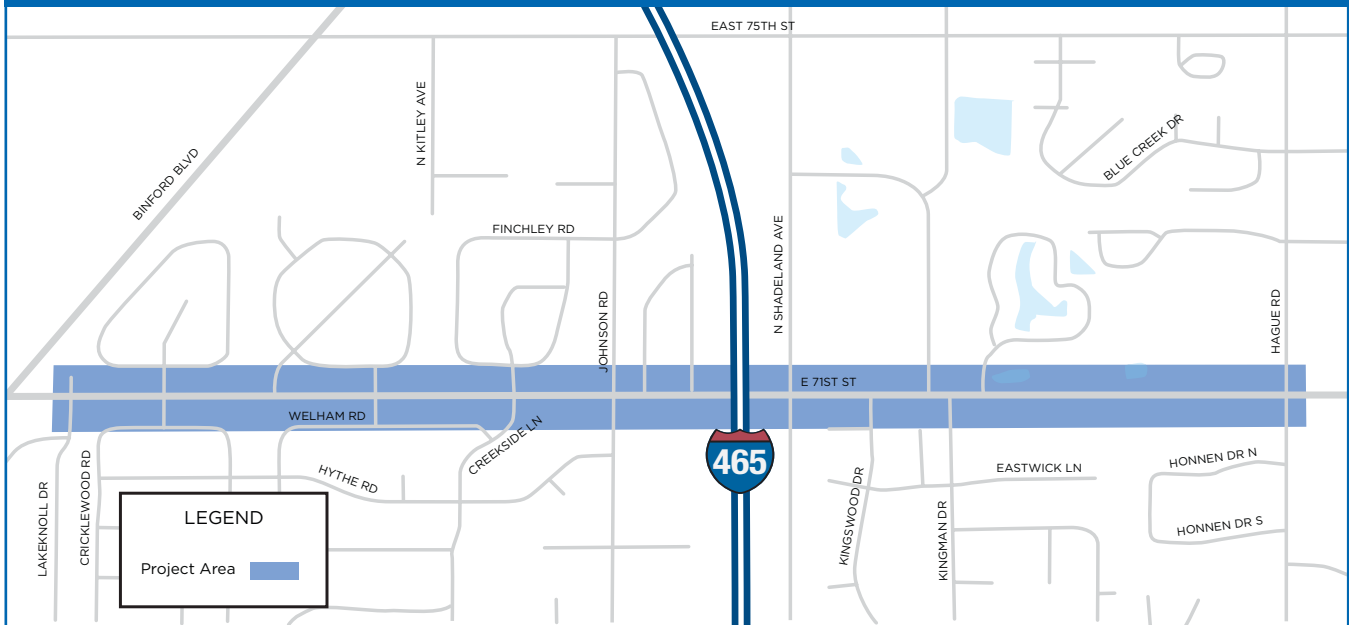 EAST 75TH ST
N KITLEY AVE
BINFORD BLVD
BLUE CREEK DR
FINCHLEY RD
N SHADELAND AVE
JOHNSON RD
HAGUE RD
E 71ST ST
WELHAM RD
CREEKSIDE LN
465
HYTHE RD
EASTWICK LN
HONNEN DR N
LAKEKNOLL DR
CRICKLEWOOD RD
KINGSWOOD DR
KINGMAN DR
HONNEN DR S
LEGEND
Project Area